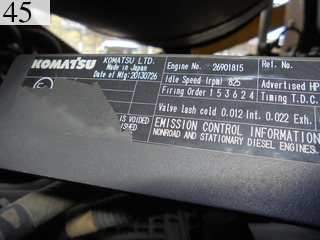 45
KOMATSU KOMATSU LTD.
Made in Japan
Date of Mfg: 20130726
Engine No. 26901815 Ref. No.
Idle Speed (rpm) 825 Advertised HP
Firing Order 1 5 3 6 2 4 Timing T.D.C.
Valve lash cold 0.012 Int. 0.022 Exh.
IS VOIDED
ISHED
EMISSION CONTROL INFORMATION
NONROAD AND STATIONARY DIESEL ENGINES.